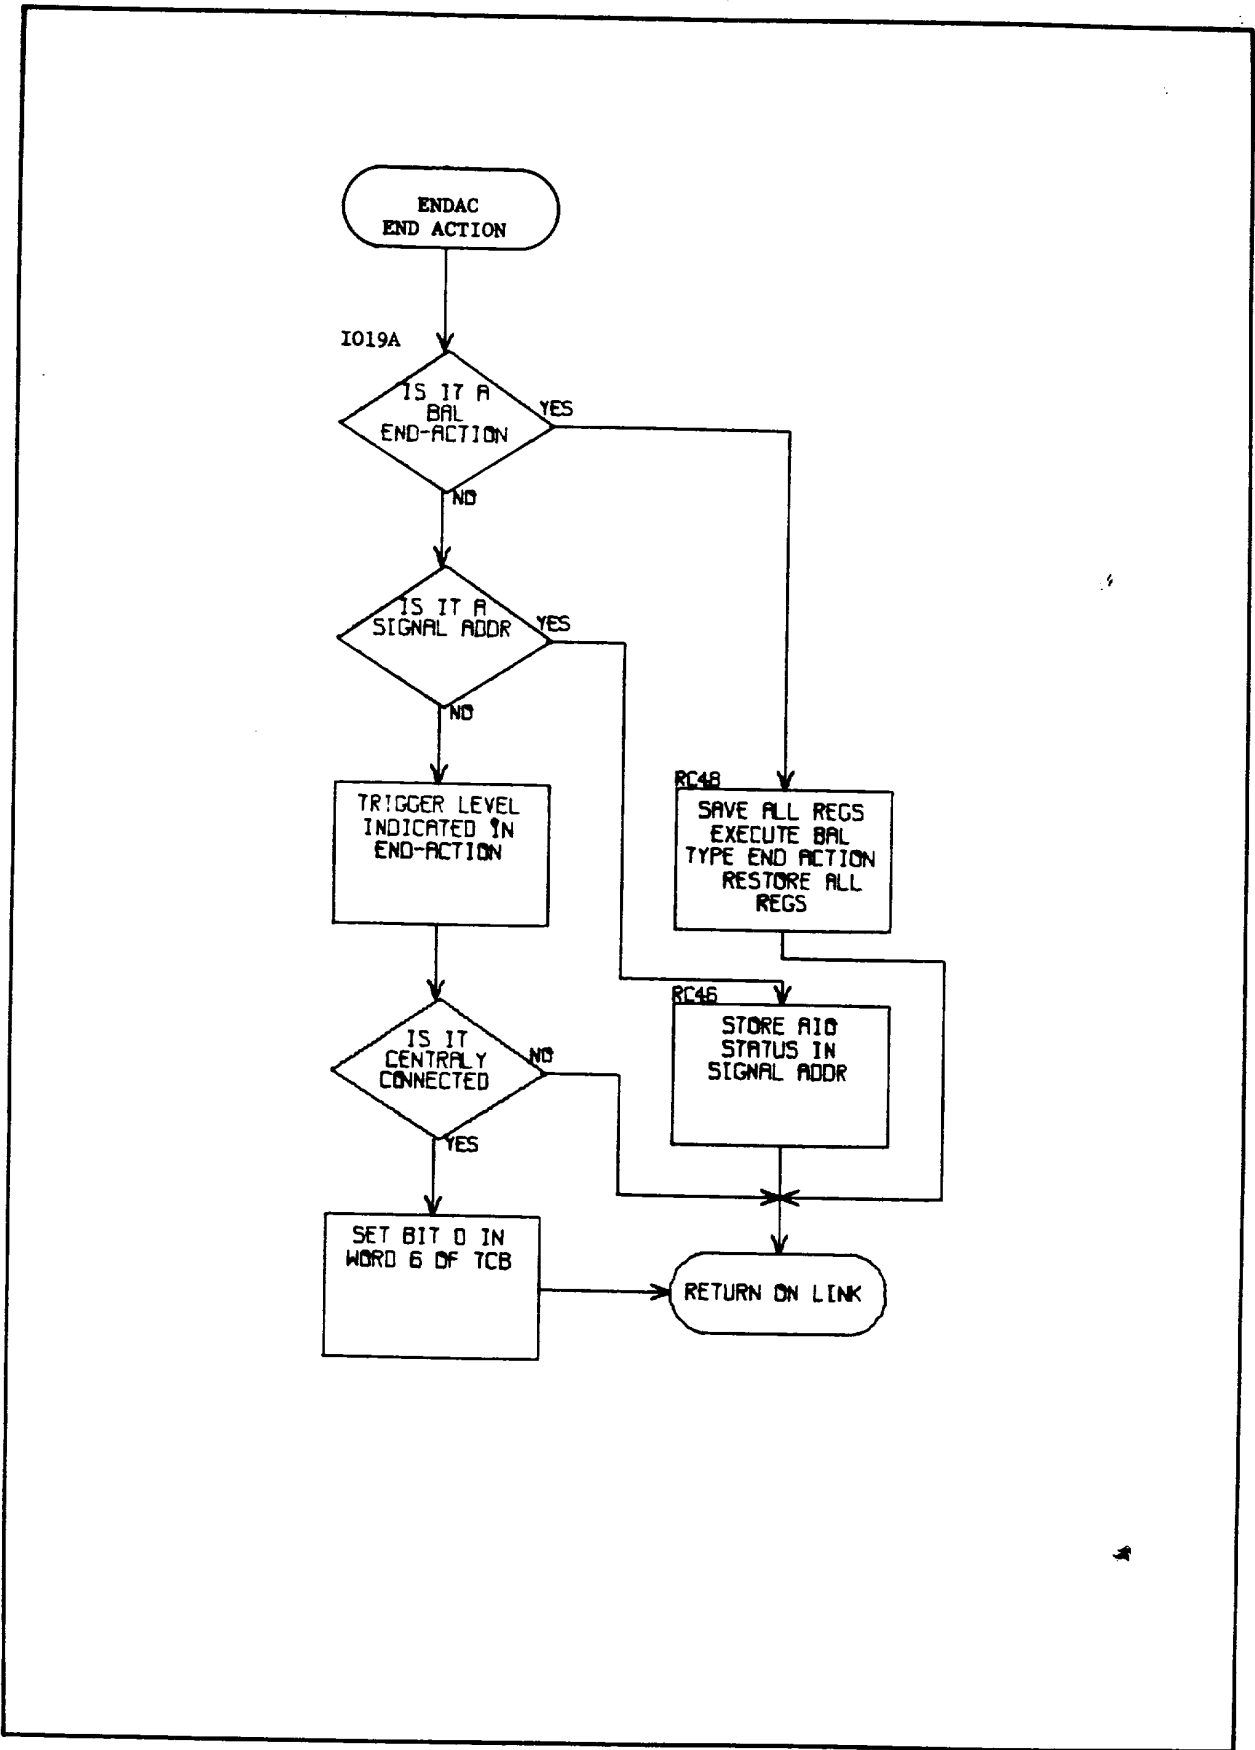 ENDAC
END ACTION
IO19A
IS IT A
BAL
END-ACTION
YES
NO
IS IT A
SIGNAL ADDR
YES
NO
TRIGGER LEVEL
INDICATED IN
END-ACTION
RC48
SAVE ALL REGS
EXECUTE BAL
TYPE END ACTION
RESTORE ALL
REGS
IS IT
CENTRALY
CONNECTED
NO
YES
RC46
STORE AIO
STATUS IN
SIGNAL ADDR
SET BIT 0 IN
WORD 6 OF TCB
RETURN ON LINK